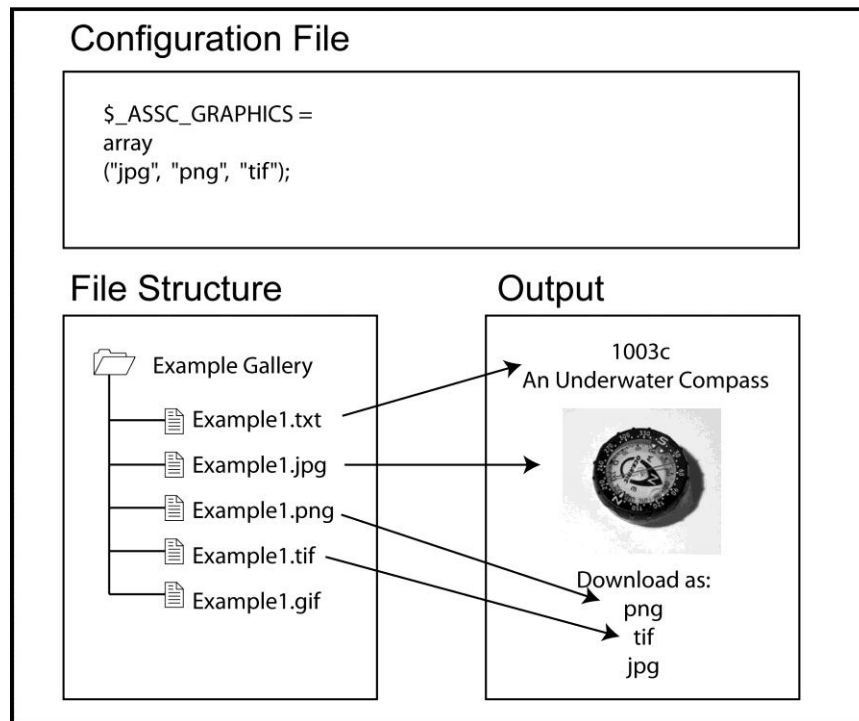 Configuration File
$_ASSC_GRAPHICS =
array
("jpg", "png", "tif");
File Structure
Example Gallery
Example1.txt
Example1.jpg
Example1.png
Example1.tif
Example1.gif
Output
1003c
An Underwater Compass
Download as:
png
tif
jpg